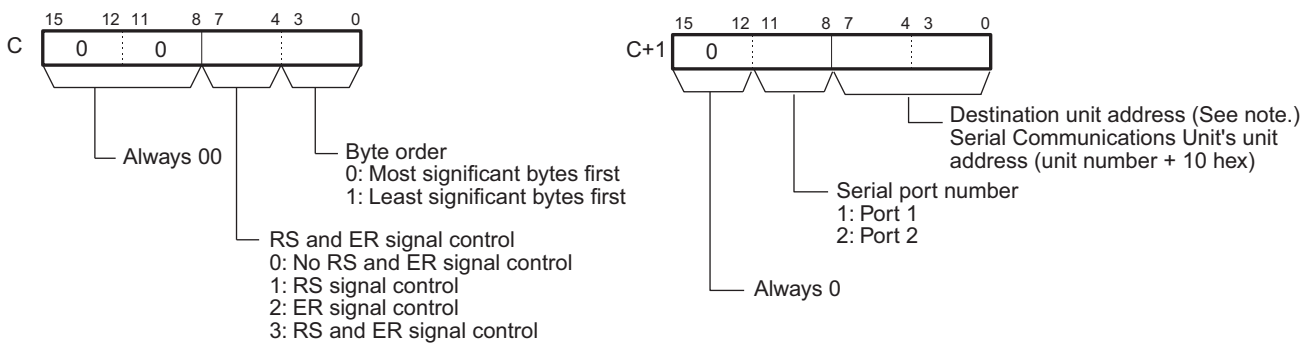 15 12 11 8 7 4 3 0
C 0 0
Always 00
Byte order
0: Most significant bytes first
1: Least significant bytes first
RS and ER signal control
0: No RS and ER signal control
1: RS signal control
2: ER signal control
3: RS and ER signal control
15 12 11 8 7 4 3 0
C+1 0
Destination unit address (See note.)
Serial Communications Unit's unit
address (unit number + 10 hex)
Serial port number
1: Port 1
2: Port 2
Always 0